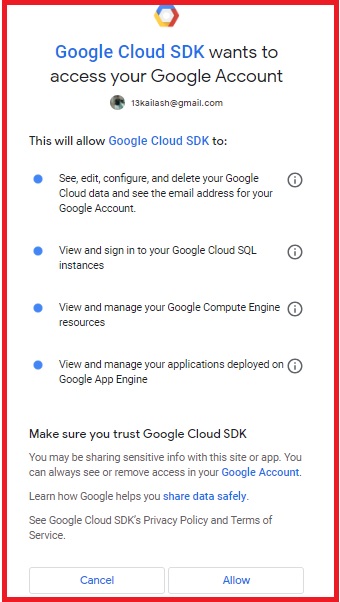 Google Cloud SDK wants to
access your Google Account
13kailash@gmail.com
This will allow Google Cloud SDK to:
See, edit, configure, and delete your Google
Cloud data and see the email address for your
Google Account.
View and sign in to your Google Cloud SQL
instances
View and manage your Google Compute Engine
resources
View and manage your applications deployed on
Google App Engine
Make sure you trust Google Cloud SDK
You may be sharing sensitive info with this site or app. You
can always see or remove access in your Google Account.
Learn how Google helps you share data safely.
See Google Cloud SDK's Privacy Policy and Terms of
Service.
Cancel Allow